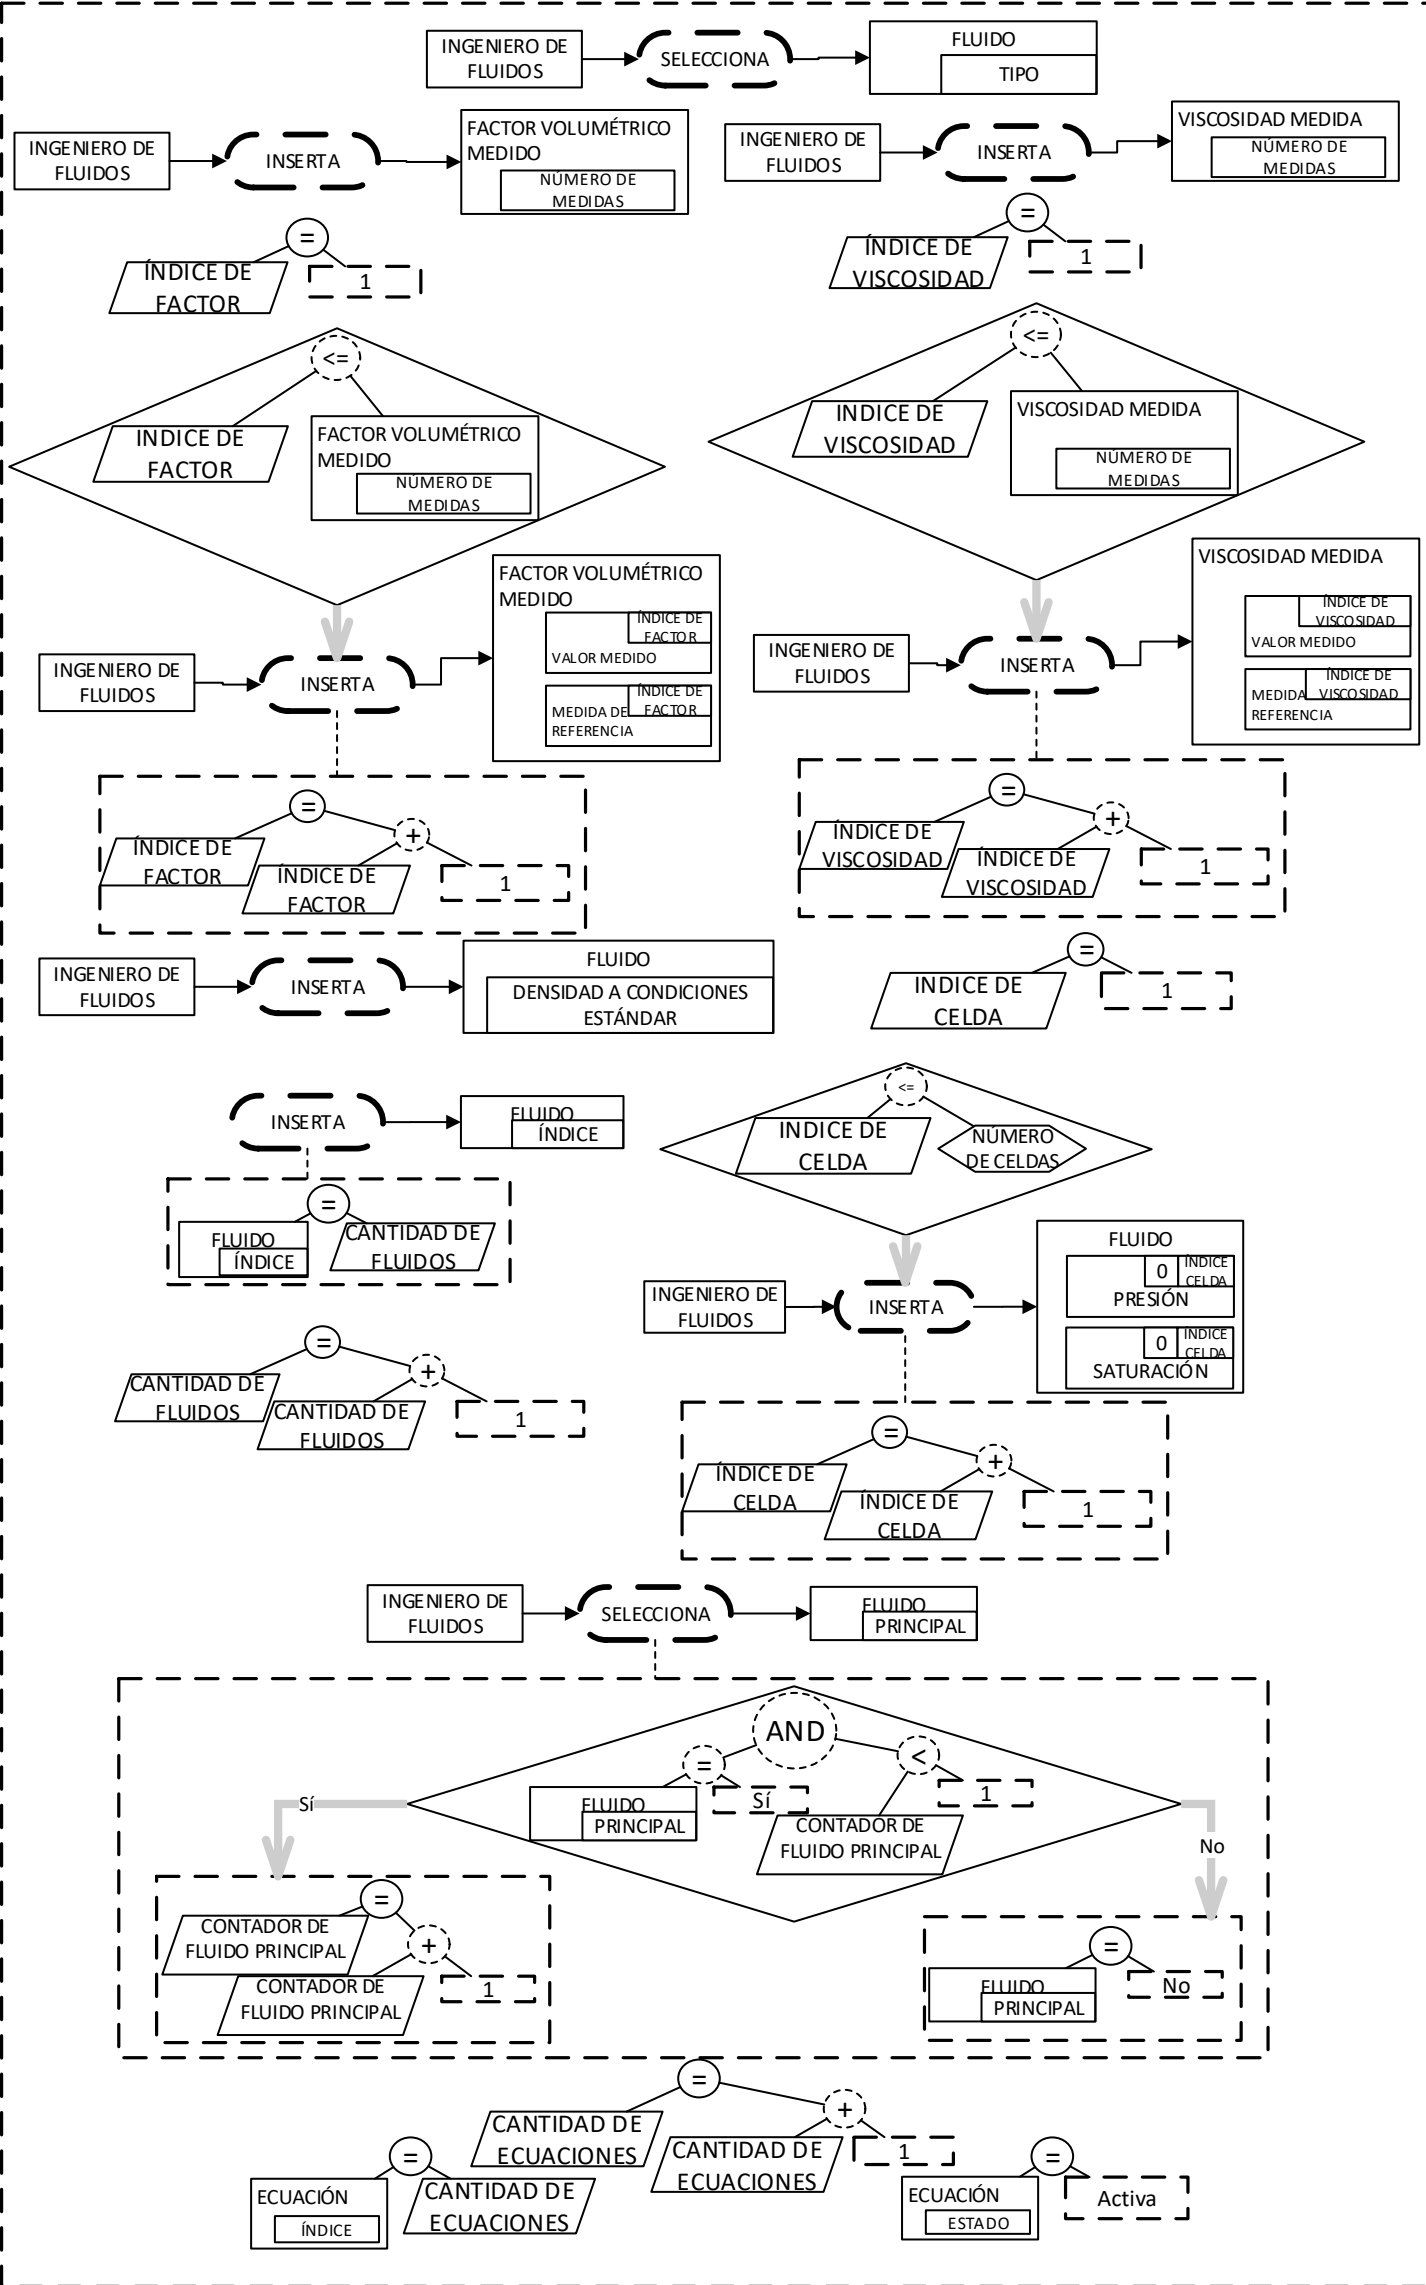 INGENIERO DE
FLUIDOS
SELECCIONA
FLUIDO
TIPO
INGENIERO DE
FLUIDOS
INSERTA
FACTOR VOLUMÉTRICO
MEDIDO
NÚMERO DE
MEDIDAS
INGENIERO DE
FLUIDOS
INSERTA
VISCOSIDAD MEDIDA
NÚMERO DE
MEDIDAS
=
ÍNDICE DE
FACTOR
1
=
ÍNDICE DE
VISCOSIDAD
1
<=
INDICE DE
FACTOR
FACTOR VOLUMÉTRICO
MEDIDO
NÚMERO DE
MEDIDAS
<=
INDICE DE
VISCOSIDAD
VISCOSIDAD MEDIDA
NÚMERO DE
MEDIDAS
INGENIERO DE
FLUIDOS
INSERTA
FACTOR VOLUMÉTRICO
MEDIDO
ÍNDICE DE
FACTOR
VALOR MEDIDO
ÍNDICE DE
FACTOR
MEDIDA DE
REFERENCIA
INGENIERO DE
FLUIDOS
INSERTA
VISCOSIDAD MEDIDA
ÍNDICE DE
VISCOSIDAD
VALOR MEDIDO
ÍNDICE DE
VISCOSIDAD
MEDIDA
REFERENCIA
=
+
ÍNDICE DE
FACTOR
ÍNDICE DE
FACTOR
1
=
+
ÍNDICE DE
VISCOSIDAD
ÍNDICE DE
VISCOSIDAD
1
INGENIERO DE
FLUIDOS
INSERTA
FLUIDO
DENSIDAD A CONDICIONES
ESTÁNDAR
=
INDICE DE
CELDA
1
INSERTA
FLUIDO
ÍNDICE
=
FLUIDO
ÍNDICE
CANTIDAD DE
FLUIDOS
<=
INDICE DE
CELDA
NÚMERO
DE CELDAS
INGENIERO DE
FLUIDOS
INSERTA
FLUIDO
0
ÍNDICE
CELDA
PRESIÓN
0
ÍNDICE
CELDA
SATURACIÓN
=
+
CANTIDAD DE
FLUIDOS
CANTIDAD DE
FLUIDOS
1
=
+
ÍNDICE DE
CELDA
ÍNDICE DE
CELDA
1
INGENIERO DE
FLUIDOS
SELECCIONA
FLUIDO
PRINCIPAL
AND
=
<
FLUIDO
PRINCIPAL
Sí
1
CONTADOR DE
FLUIDO PRINCIPAL
Sí
No
=
CONTADOR DE
FLUIDO PRINCIPAL
+
CONTADOR DE
FLUIDO PRINCIPAL
1
=
FLUIDO
PRINCIPAL
No
=
+
CANTIDAD DE
ECUACIONES
CANTIDAD DE
ECUACIONES
1
=
ECUACIÓN
ÍNDICE
CANTIDAD DE
ECUACIONES
=
ECUACIÓN
ESTADO
Activa